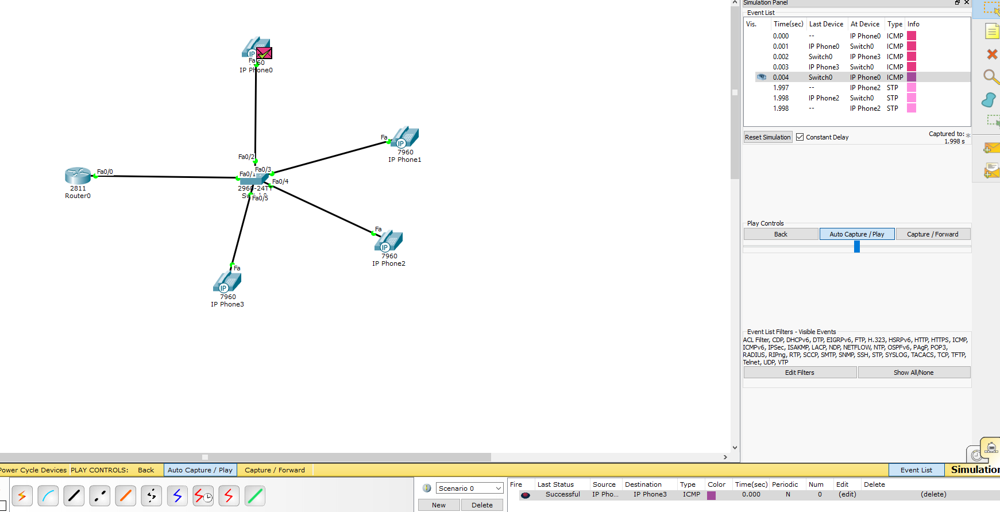 Simulation Panel
Event List
Vis. Time(sec) Last Device At Device Type Info
0.000 -- IP Phone0 ICMP
0.001 IP Phone0 Switch0 ICMP
0.002 Switch0 IP Phone3 ICMP
0.003 IP Phone3 Switch0 ICMP
0.004 Switch0 IP Phone0 ICMP
1.997 -- IP Phone2 STP
1.998 IP Phone2 Switch0 STP
1.998 -- IP Phone2 STP
Reset Simulation Constant Delay Captured to: *
1.998 s
Play Controls
Back Auto Capture / Play Capture / Forward
Event List Filters - Visible Events
ACL Filter, CDP, DHCPv6, DTP, EIGRPv6, FTP, H.323, HSRPv6, HTTP, HTTPS, ICMP,
ICMPv6, IPSec, ISAKMP, LACP, NDP, NETFLOW, NTP, OSPFv6, PAgP, POP3,
RADIUS, RIPng, RTP, SCCP, SMTP, SNMP, SSH, STP, SYSLOG, TACACS, TCP, TFTP,
Telnet, UDP, VTP
Edit Filters Show All/None
IP
Fa
IP Phone0
Fa
IP
7960
IP Phone1
Fa0/2
Fa0/3
Fa0/1
Fa0/4
2960-24TT
Fa0/5
Fa0/0
2811
Router0
Fa
IP
7960
IP Phone2
Fa
IP
7960
IP Phone3
Power Cycle Devices PLAY CONTROLS: Back Auto Capture / Play Capture / Forward Event List Simulation
Scenario 0
New Delete
Fire Last Status Source Destination Type Color Time(sec) Periodic Num Edit Delete
Successful IP Pho... IP Phone3 ICMP 0.000 N 0 (edit) (delete)